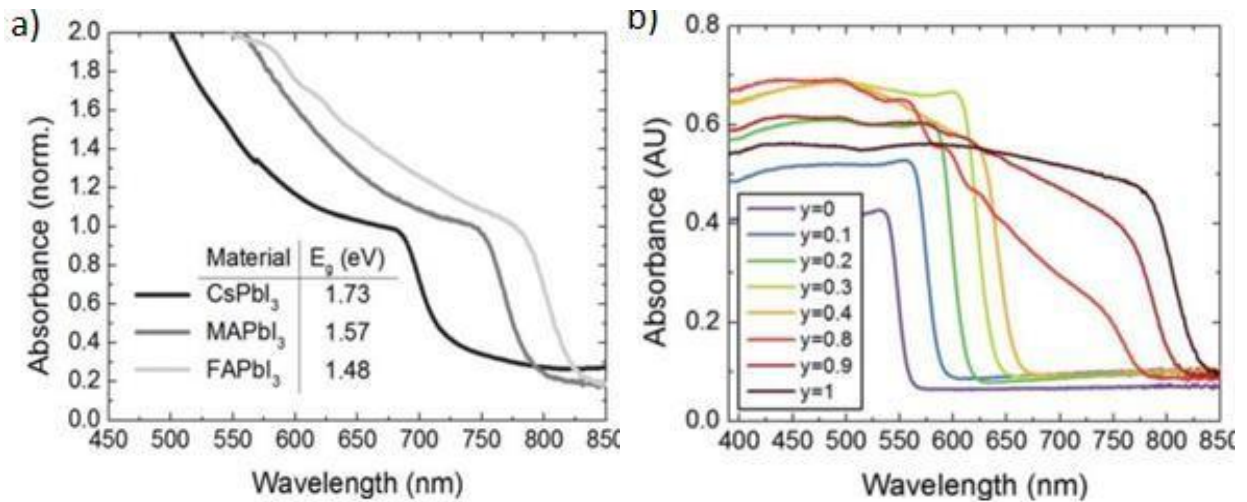 a)
2.0
1.8
1.6
1.4
1.2
1.0
0.8
0.6
0.4
0.2
0.0
Absorbance (norm.)
Material E_g (eV)
CsPbI₃ 1.73
MAPbI₃ 1.57
FAPbI₃ 1.48
450 500 550 600 650 700 750 800 850
Wavelength (nm)
b)
0.8
0.6
0.4
0.2
0.0
Absorbance (AU)
y=0
y=0.1
y=0.2
y=0.3
y=0.4
y=0.8
y=0.9
y=1
400 450 500 550 600 650 700 750 800 850
Wavelength (nm)